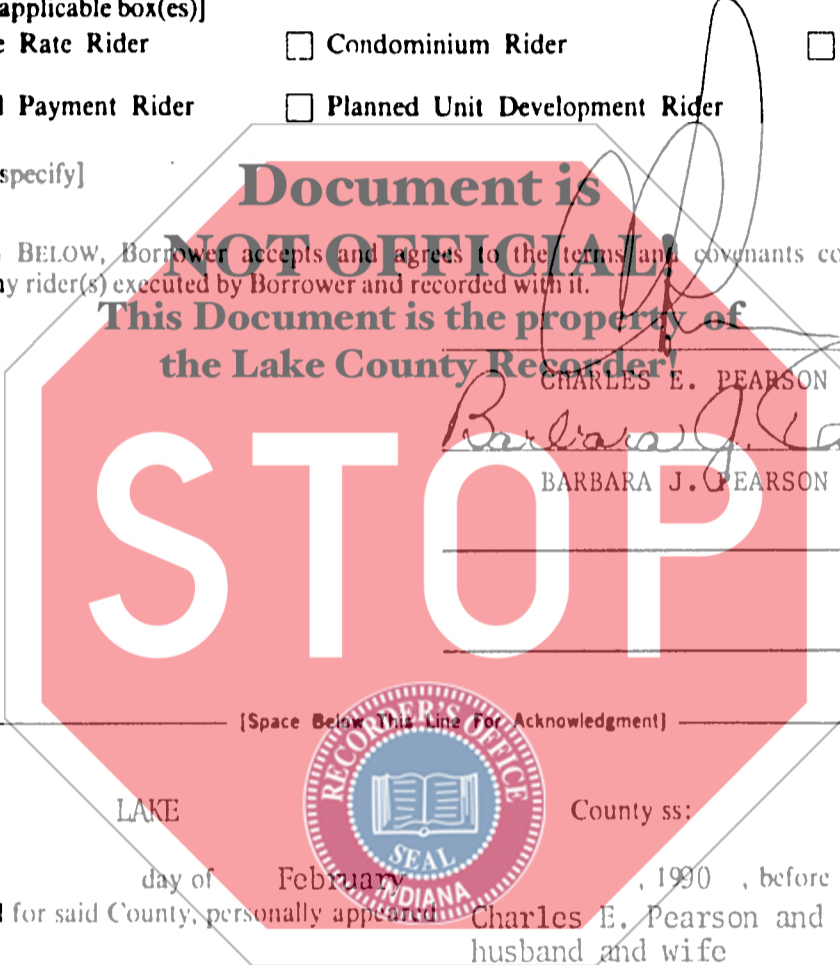 applicable box(es)]
Rate Rider ☐ Condominium Rider ☐
Payment Rider ☐ Planned Unit Development Rider
specify]
Document is
NOT OFFICIAL!
BELOW, Borrower accepts and agrees to the terms and covenants co
y rider(s) executed by Borrower and recorded with it.
This Document is the property of
the Lake County Recorder!
CHARLES E. PEARSON
Barbara J.
BARBARA J. PEARSON
STOP
[Space Below This Line For Acknowledgment]
RECORDER'S OFFICE
SEAL
INDIANA
LAKE County ss:
day of February , 1990 , before
for said County, personally appeared Charles E. Pearson and
husband and wife